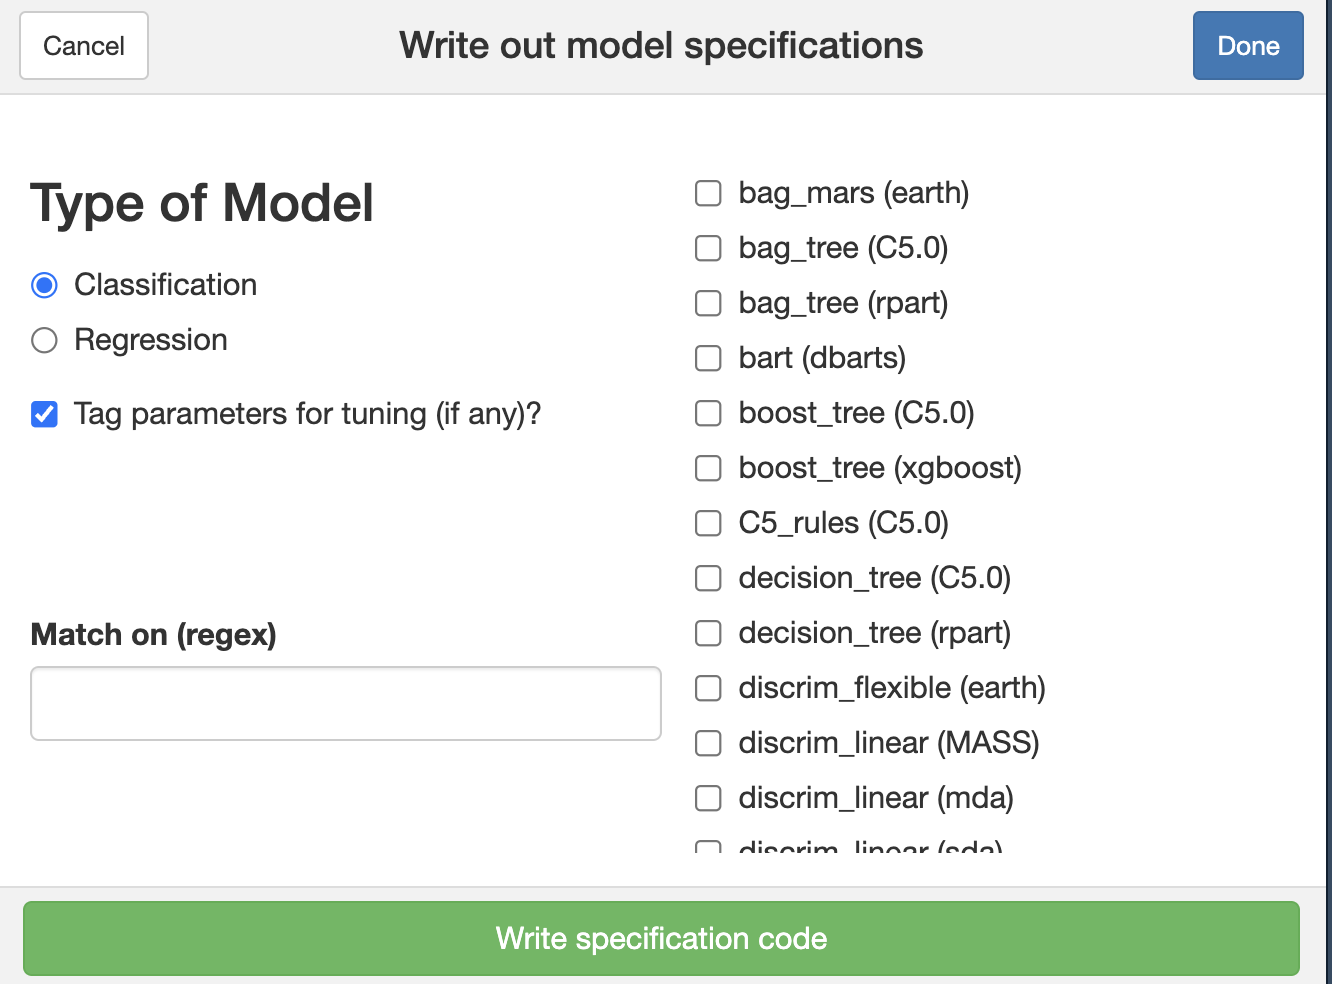 Cancel
Write out model specifications
Done
Type of Model
Classification
Regression
Tag parameters for tuning (if any)?
Match on (regex)
bag_mars (earth)
bag_tree (C5.0)
bag_tree (rpart)
bart (dbarts)
boost_tree (C5.0)
boost_tree (xgboost)
C5_rules (C5.0)
decision_tree (C5.0)
decision_tree (rpart)
discrim_flexible (earth)
discrim_linear (MASS)
discrim_linear (mda)
discrim_linear (sda)
Write specification code